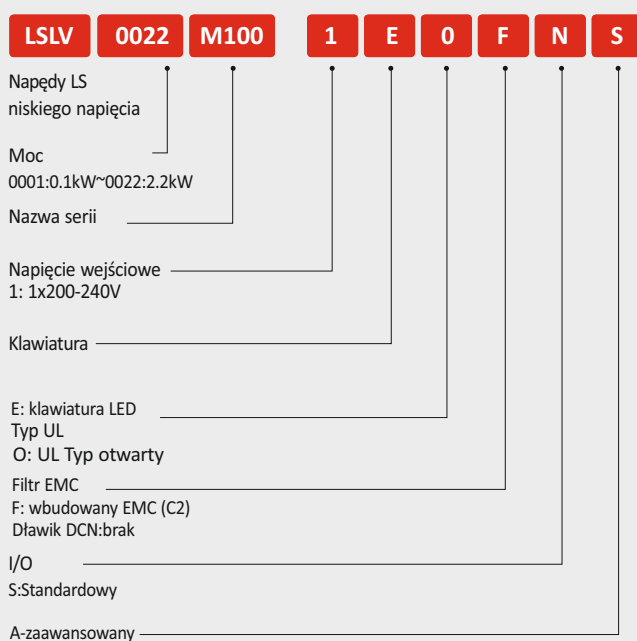 LSLV 0022 M100 1 E 0 F N S
Napędy LS
niskiego napięcia
Moc
0001:0.1kW~0022:2.2kW
Nazwa serii
Napięcie wejściowe
1: 1x200-240V
Klawiatura
E: klawiatura LED
Typ UL
O: UL Typ otwarty
Filtr EMC
F: wbudowany EMC (C2)
Dławik DCN:brak
I/O
S:Standardowy
A-zaawansowany